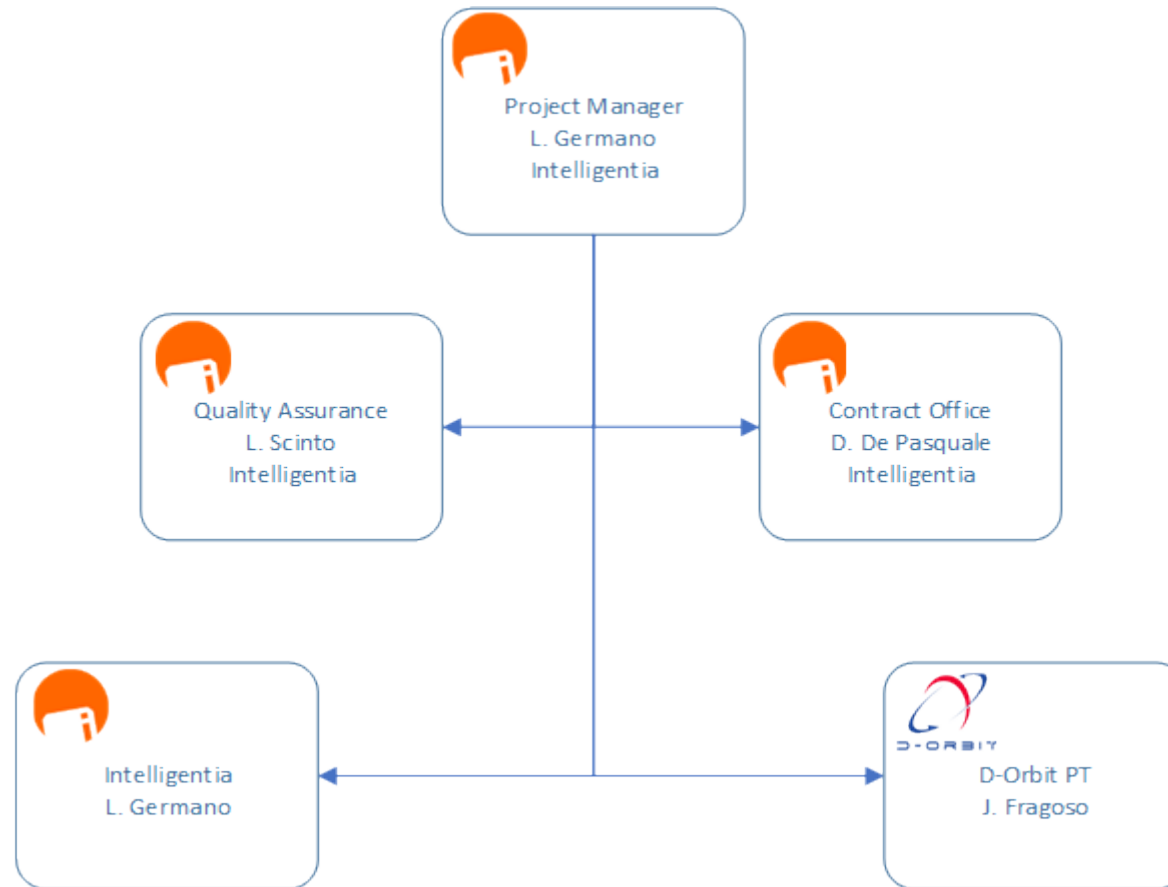 Project Manager
L. Germano
Intelligentia
Quality Assurance
L. Scinto
Intelligentia
Contract Office
D. De Pasquale
Intelligentia
Intelligentia
L. Germano
D-ORBIT
D-Orbit PT
J. Fragoso